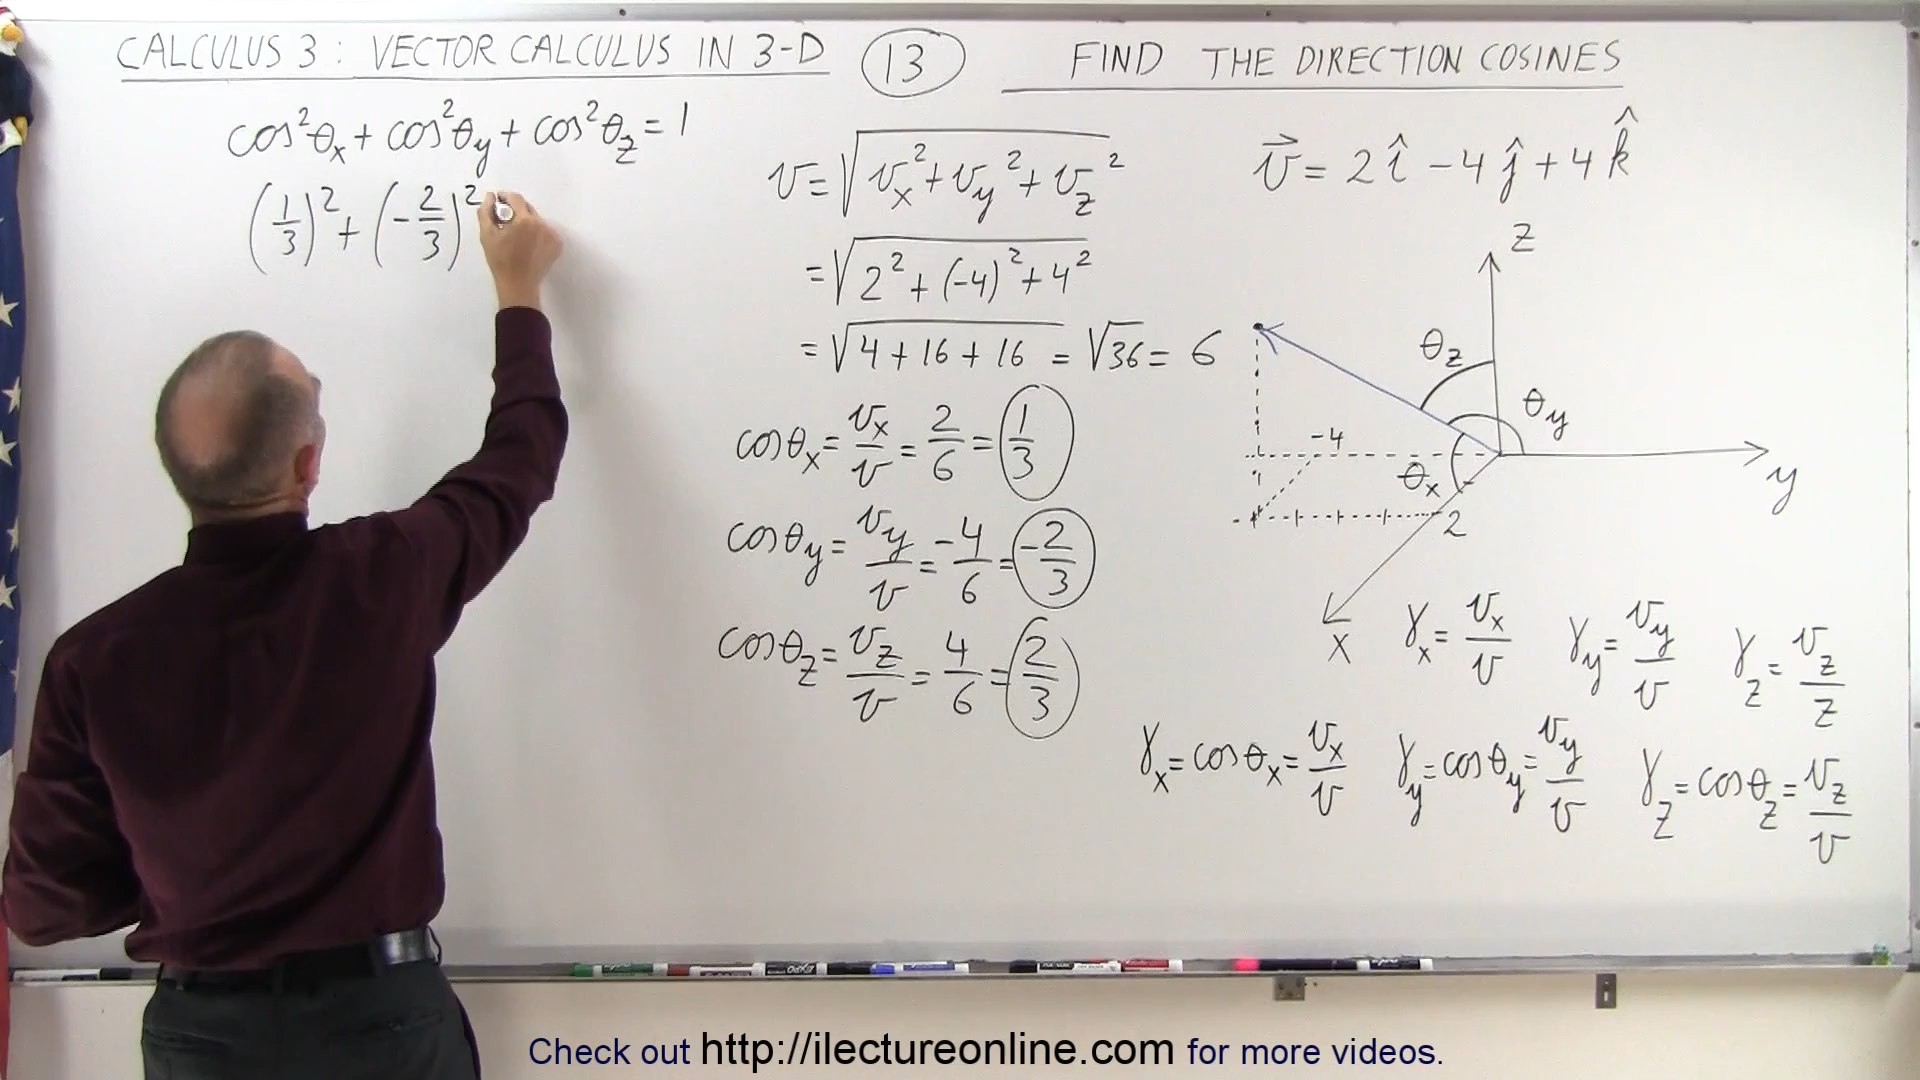 CALCULUS 3 : VECTOR CALCULUS IN 3-D 13 FIND THE DIRECTION COSINES
cos²θx + cos²θy + cos²θz = 1
(1/3)² + (-2/3)²
v = √(vx² + vy² + vz²)
= √(2² + (-4)² + 4²)
= √(4 + 16 + 16) = √36 = 6
cosθx = vx/v = 2/6 = 1/3
cosθy = vy/v = -4/6 = -2/3
cosθz = vz/v = 4/6 = 2/3
v⃗ = 2î - 4ĵ + 4k̂
z
θz
θy
-4
θx
y
2
x
γx = vx/v γy = vy/v γz = vz/z
γx = cosθx = vx/v γy = cosθy = vy/v γz = cosθz = vz/v
Check out http://ilectureonline.com for more videos.